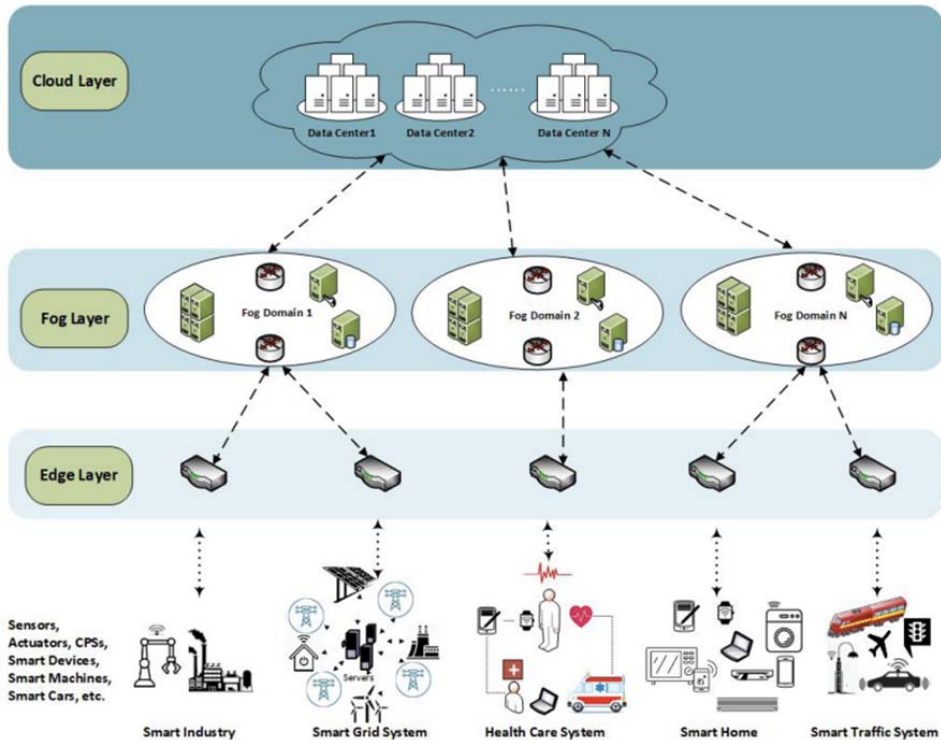 Cloud Layer
Data Center1
Data Center2
......
Data Center N
Fog Layer
Fog Domain 1
Fog Domain 2
Fog Domain N
Edge Layer
Sensors,
Actuators, CPSs,
Smart Devices,
Smart Machines,
Smart Cars, etc.
Servers
Smart Industry
Smart Grid System
Health Care System
Smart Home
Smart Traffic System